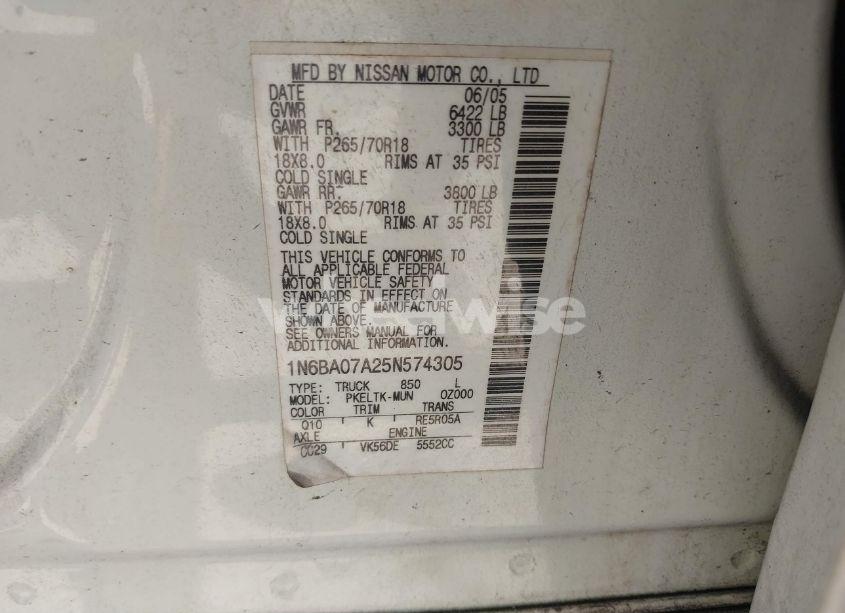 MFD BY NISSAN MOTOR CO., LTD
DATE 06/05
GVWR 6422 LB
GAWR FR. 3300 LB
WITH P265/70R18 TIRES
18X8.0 RIMS AT 35 PSI
COLD SINGLE
GAWR RR. 3800 LB
WITH P265/70R18 TIRES
18X8.0 RIMS AT 35 PSI
COLD SINGLE
THIS VEHICLE CONFORMS TO
ALL APPLICABLE FEDERAL
MOTOR VEHICLE SAFETY
STANDARDS IN EFFECT ON
THE DATE OF MANUFACTURE
SHOWN ABOVE.
SEE OWNERS MANUAL FOR
ADDITIONAL INFORMATION.
1N6BA07A25N574305
TYPE: TRUCK 850 L
MODEL: PKELTK-MUN 0Z000
COLOR TRIM TRANS
Q10 K RE5R05A
AXLE ENGINE
CC29 VK56DE 5552CC
wheelwise